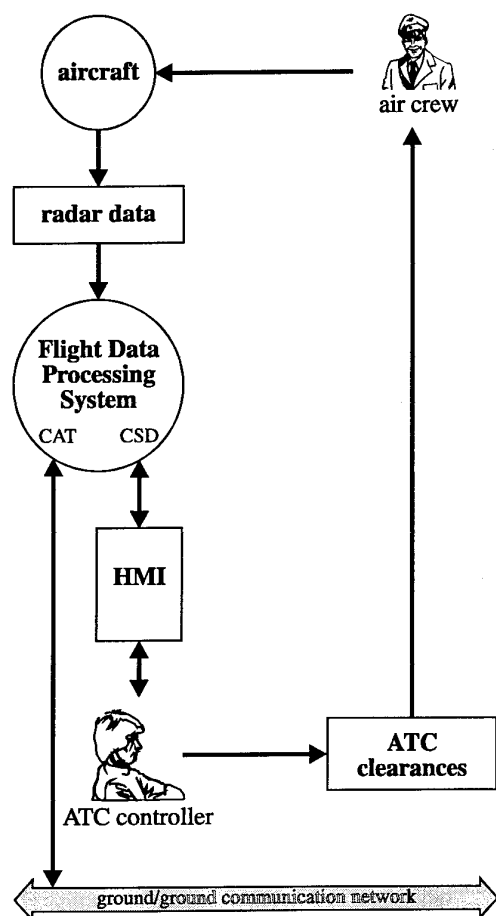 aircraft
air crew
radar data
Flight Data
Processing
System
CAT CSD
HMI
ATC controller
ATC
clearances
ground/ground communication network